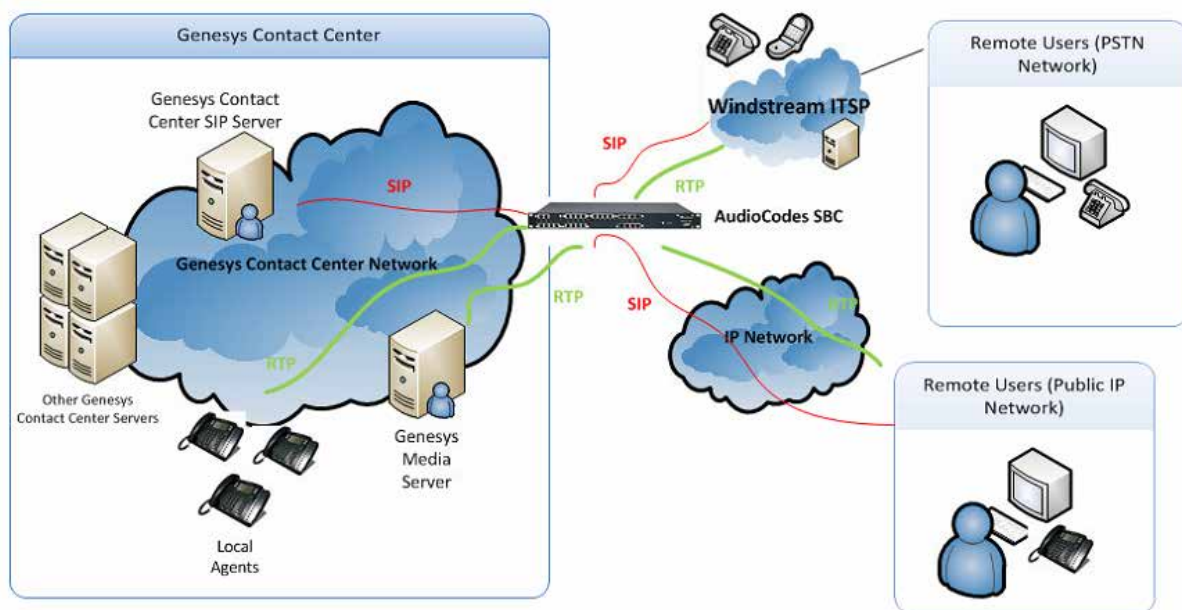 Genesys Contact Center
Genesys Contact
Center SIP Server
SIP
Genesys Contact Center Network
RTP
Other Genesys
Contact Center Servers
Genesys
Media
Server
Local
Agents
RTP
Windstream ITSP
SIP
RTP
AudioCodes SBC
SIP
RTP
IP Network
Remote Users (PSTN
Network)
Remote Users (Public IP
Network)